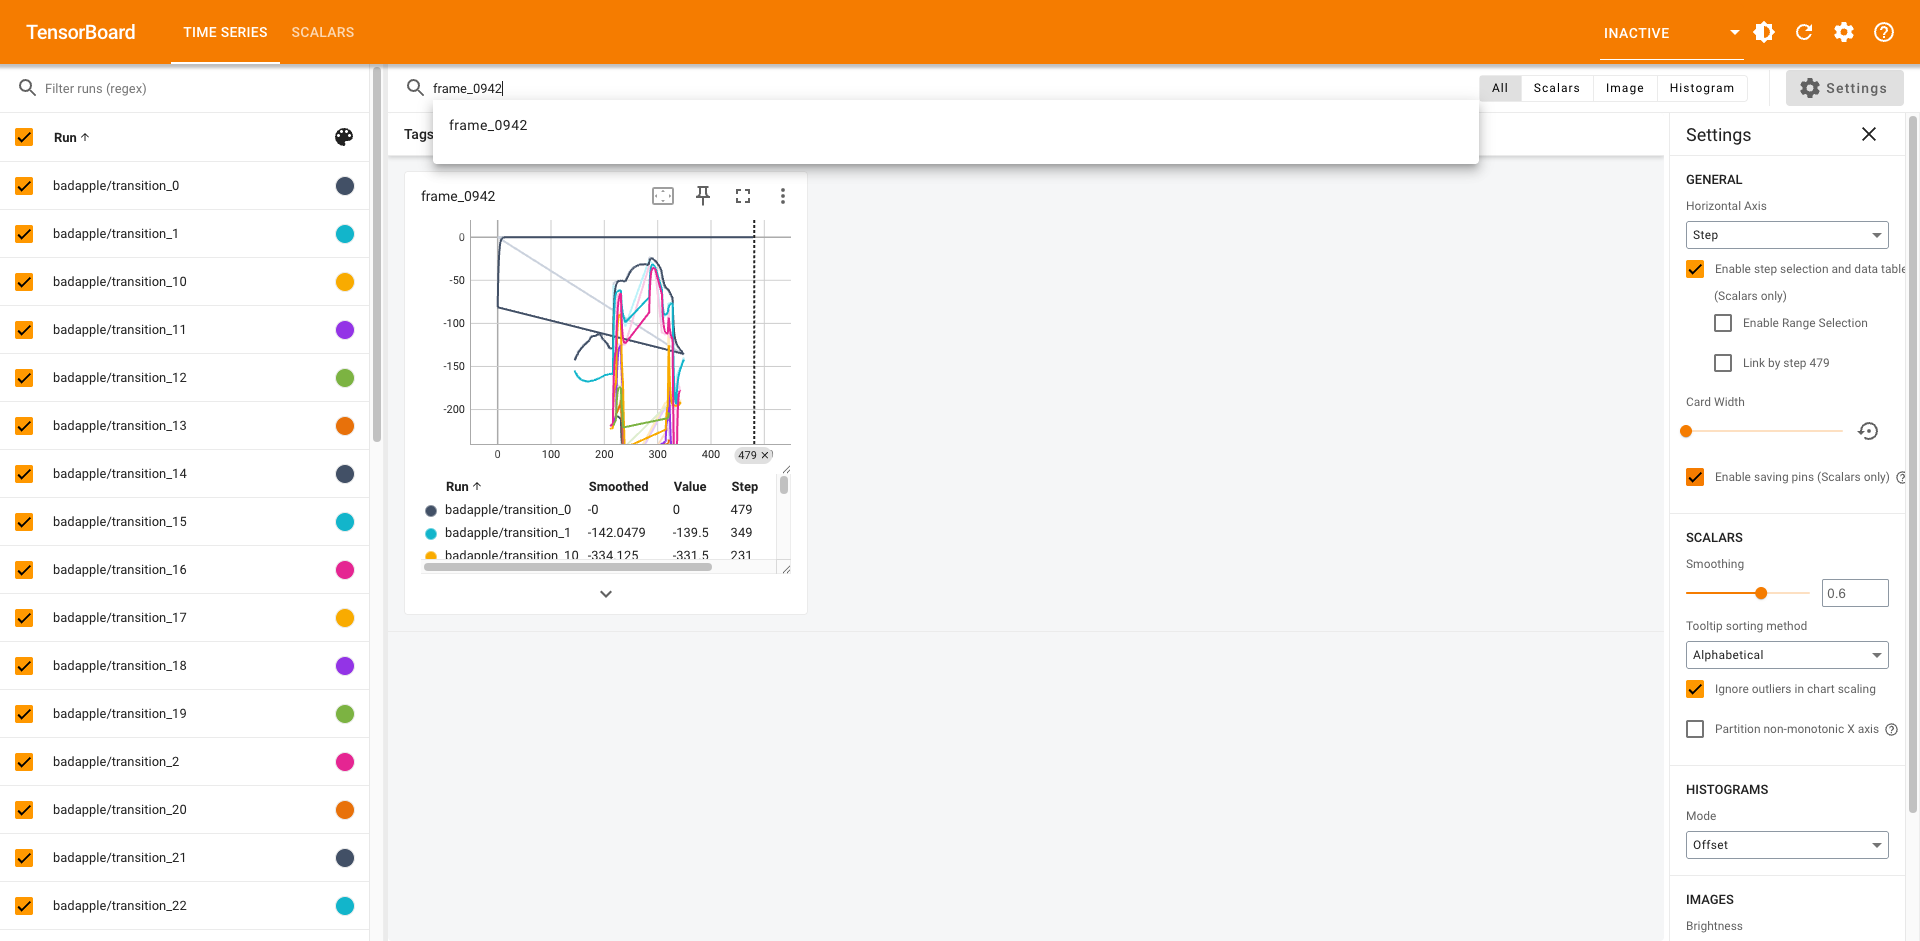 TensorBoard
TIME SERIES
SCALARS
INACTIVE
Filter runs (regex)
frame_0942
All
Scalars
Image
Histogram
Settings
frame_0942
Tags
Run
badapple/transition_0
badapple/transition_1
badapple/transition_10
badapple/transition_11
badapple/transition_12
badapple/transition_13
badapple/transition_14
badapple/transition_15
badapple/transition_16
badapple/transition_17
badapple/transition_18
badapple/transition_19
badapple/transition_2
badapple/transition_20
badapple/transition_21
badapple/transition_22
frame_0942
0
-50
-100
-150
-200
0 100 200 300 400 479
Run Smoothed Value Step
badapple/transition_0 -0 0 479
badapple/transition_1 -142.0479 -139.5 349
badapple/transition_10 -334.125 -331.5 231
Settings
GENERAL
Horizontal Axis
Step
Enable step selection and data table
(Scalars only)
Enable Range Selection
Link by step 479
Card Width
Enable saving pins (Scalars only)
SCALARS
Smoothing
0.6
Tooltip sorting method
Alphabetical
Ignore outliers in chart scaling
Partition non-monotonic X axis
HISTOGRAMS
Mode
Offset
IMAGES
Brightness